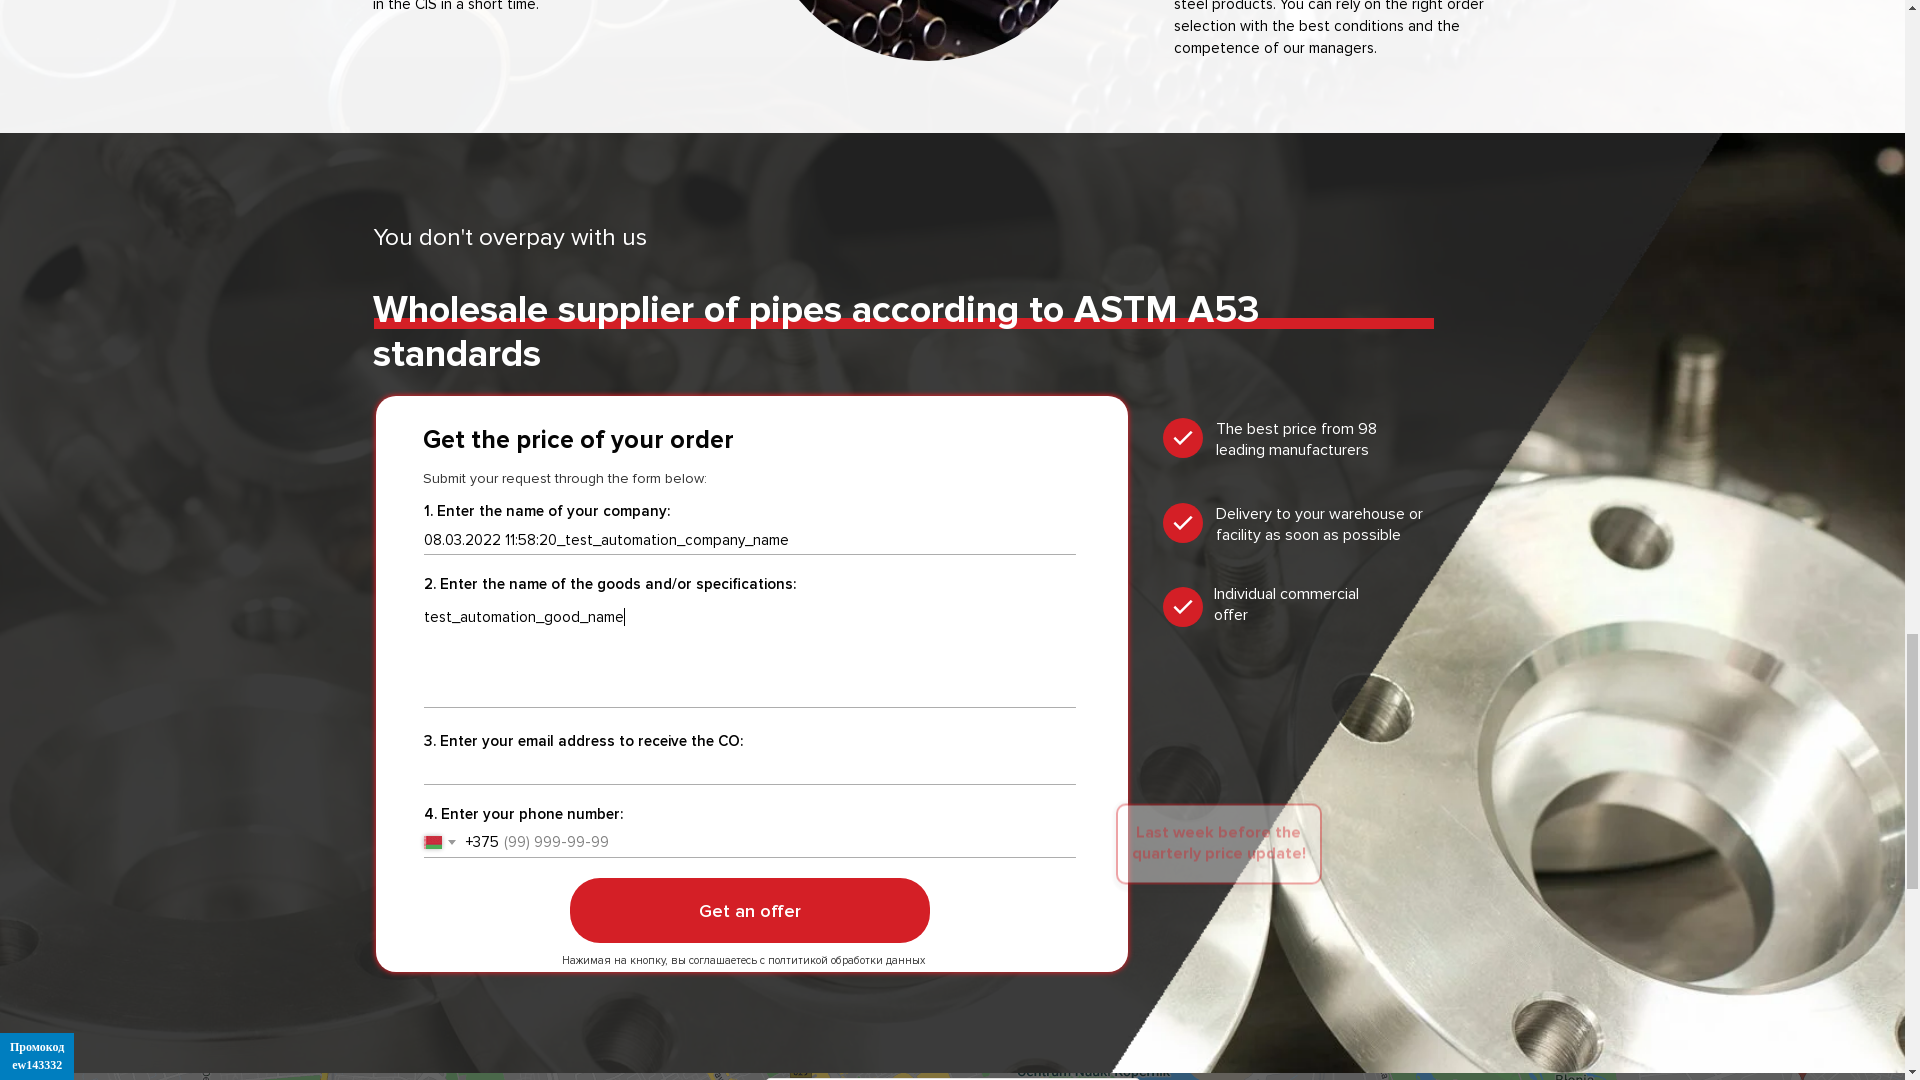 in the CIS in a short time.
steel products. You can rely on the right order
selection with the best conditions and the
competence of our managers.
You don't overpay with us
Wholesale supplier of pipes according to ASTM A53
standards
Get the price of your order
Submit your request through the form below:
1. Enter the name of your company:
08.03.2022 11:58:20_test_automation_company_name
2. Enter the name of the goods and/or specifications:
test_automation_good_name
3. Enter your email address to receive the CO:
4. Enter your phone number:
+375 (99) 999-99-99
Get an offer
Нажимая на кнопку, вы соглашаетесь с полтитикой обработки данных
The best price from 98
leading manufacturers
Delivery to your warehouse or
facility as soon as possible
Individual commercial
offer
Last week before the
quarterly price update!
Промокод
ew143332